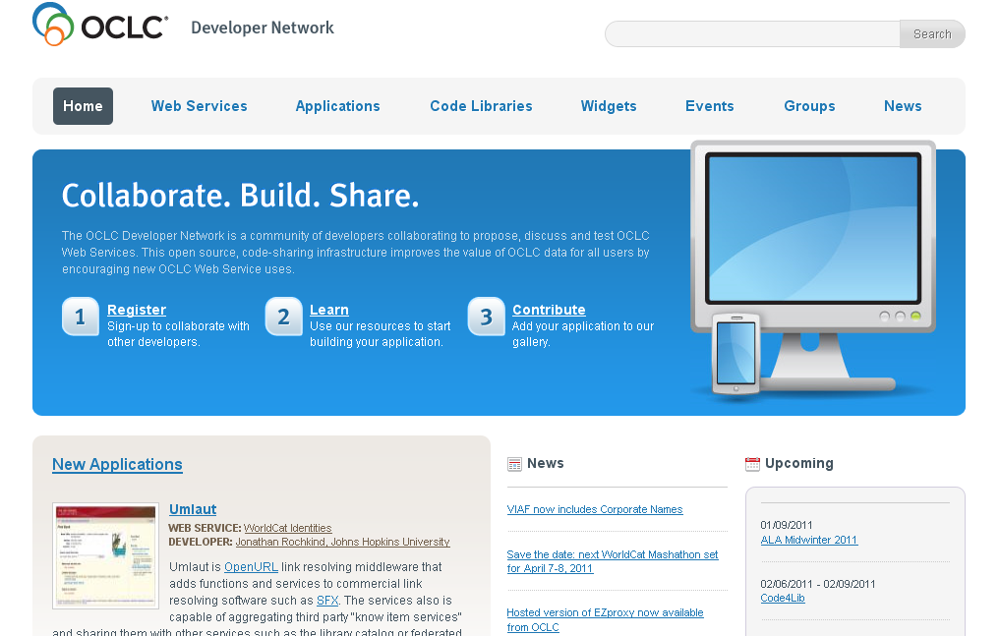 OCLC®
Developer Network
Search
Home
Web Services
Applications
Code Libraries
Widgets
Events
Groups
News
Collaborate. Build. Share.
The OCLC Developer Network is a community of developers collaborating to propose, discuss and test OCLC
Web Services. This open source, code-sharing infrastructure improves the value of OCLC data for all users by
encouraging new OCLC Web Service uses.
1
Register
Sign-up to collaborate with
other developers.
2
Learn
Use our resources to start
building your application.
3
Contribute
Add your application to our
gallery.
New Applications
Umlaut
WEB SERVICE: WorldCat Identities
DEVELOPER: Jonathan Rochkind, Johns Hopkins University
Umlaut is OpenURL link resolving middleware that
adds functions and services to commercial link
resolving software such as SFX. The services also is
capable of aggregating third party "know item services"
and sharing them with other services such as the library catalog or federated
News
VIAF now includes Corporate Names
Save the date: next WorldCat Mashathon set
for April 7-8, 2011
Hosted version of EZproxy now available
from OCLC
Upcoming
01/09/2011
ALA Midwinter 2011
02/06/2011 - 02/09/2011
Code4Lib